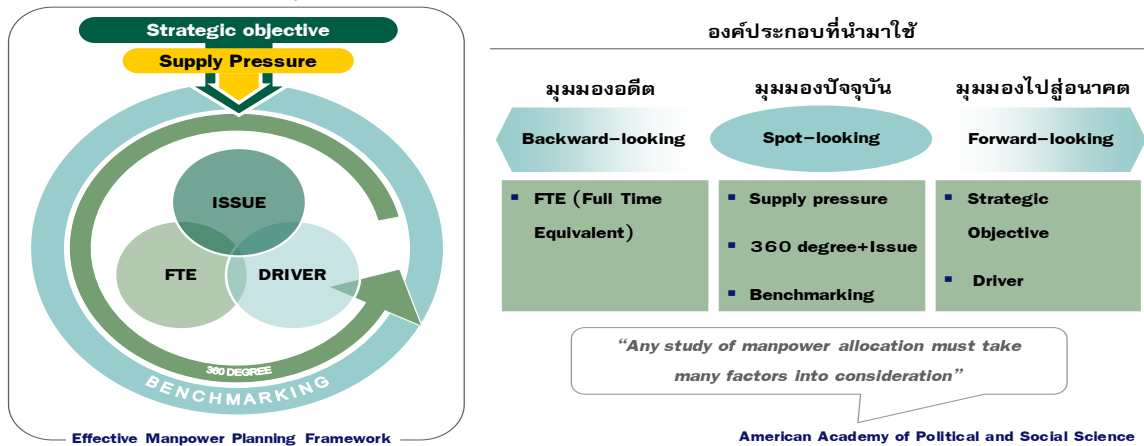 Strategic objective
Supply Pressure
ISSUE
FTE
DRIVER
360 DEGREE
BENCHMARKING
Effective Manpower Planning Framework
องค์ประกอบที่นำมาใช้
มุมมองอดีต
มุมมองปัจจุบัน
มุมมองไปสู่อนาคต
Backward-looking
Spot-looking
Forward-looking
▪ FTE (Full Time
Equivalent)
▪ Supply pressure
▪ 360 degree+Issue
▪ Benchmarking
▪ Strategic
Objective
▪ Driver
“Any study of manpower allocation must take
many factors into consideration”
American Academy of Political and Social Science